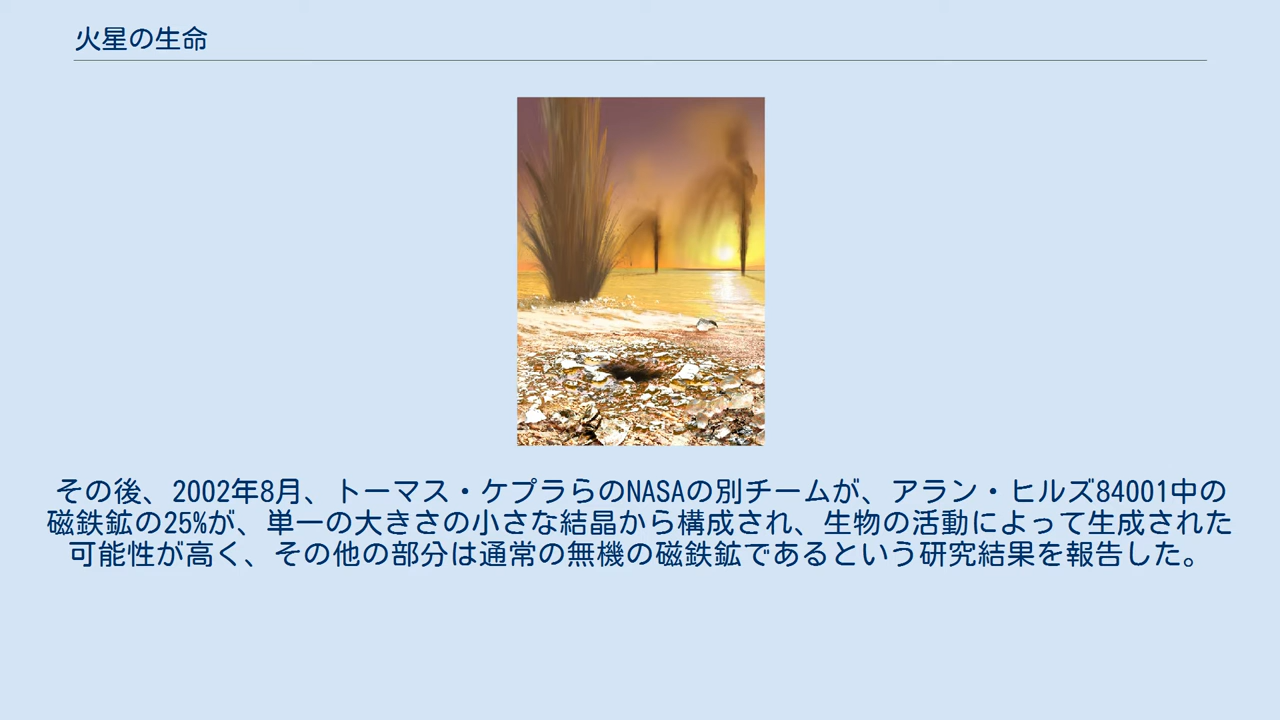 火星の生命
その後、2002年8月、トーマス・ケプラらのNASAの別チームが、アラン・ヒルズ84001中の
磁鉄鉱の25%が、単一の大きさの小さな結晶から構成され、生物の活動によって生成された
可能性が高く、その他の部分は通常の無機の磁鉄鉱であるという研究結果を報告した。